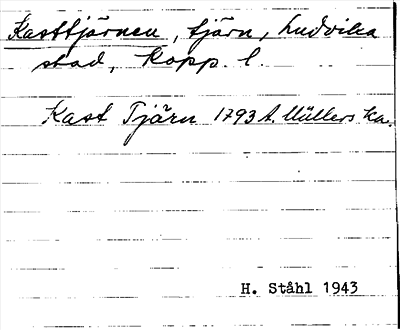 Kasttjärnen, tjärn, Ludvika
stad, Kopp. l.
Kast Tjärn 1793 A. Müllers ka.
H. Ståhl 1943